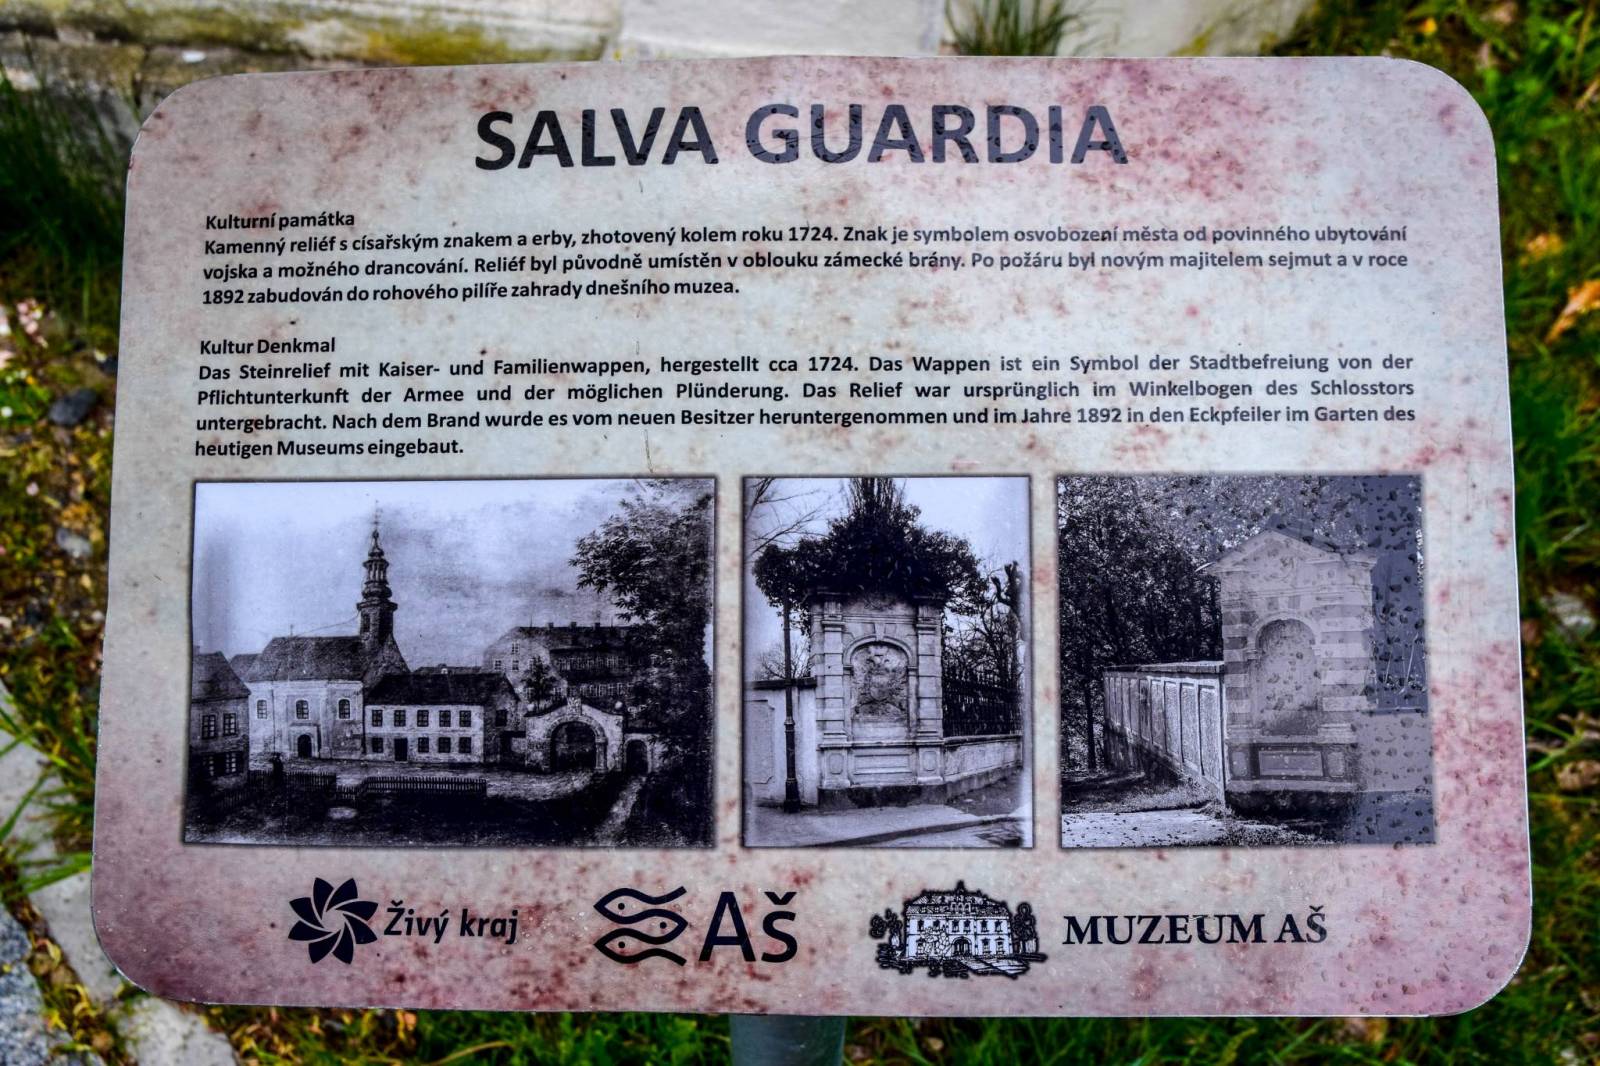 SALVA GUARDIA
Kulturní památka
Kamenný reliéf s císařským znakem a erby, zhotovený kolem roku 1724. Znak je symbolem osvobození města od povinného ubytování
vojska a možného drancování. Reliéf byl původně umístěn v oblouku zámecké brány. Po požáru byl novým majitelem sejmut a v roce
1892 zabudován do rohového pilíře zahrady dnešního muzea.
Kultur Denkmal
Das Steinrelief mit Kaiser- und Familienwappen, hergestellt cca 1724. Das Wappen ist ein Symbol der Stadtbefreiung von der
Pflichtunterkunft der Armee und der möglichen Plünderung. Das Relief war ursprünglich im Winkelbogen des Schlosstors
untergebracht. Nach dem Brand wurde es vom neuen Besitzer heruntergenommen und im Jahre 1892 in den Eckpfeiler im Garten des
heutigen Museums eingebaut.
Živý kraj
Aš
MUZEUM AŠ